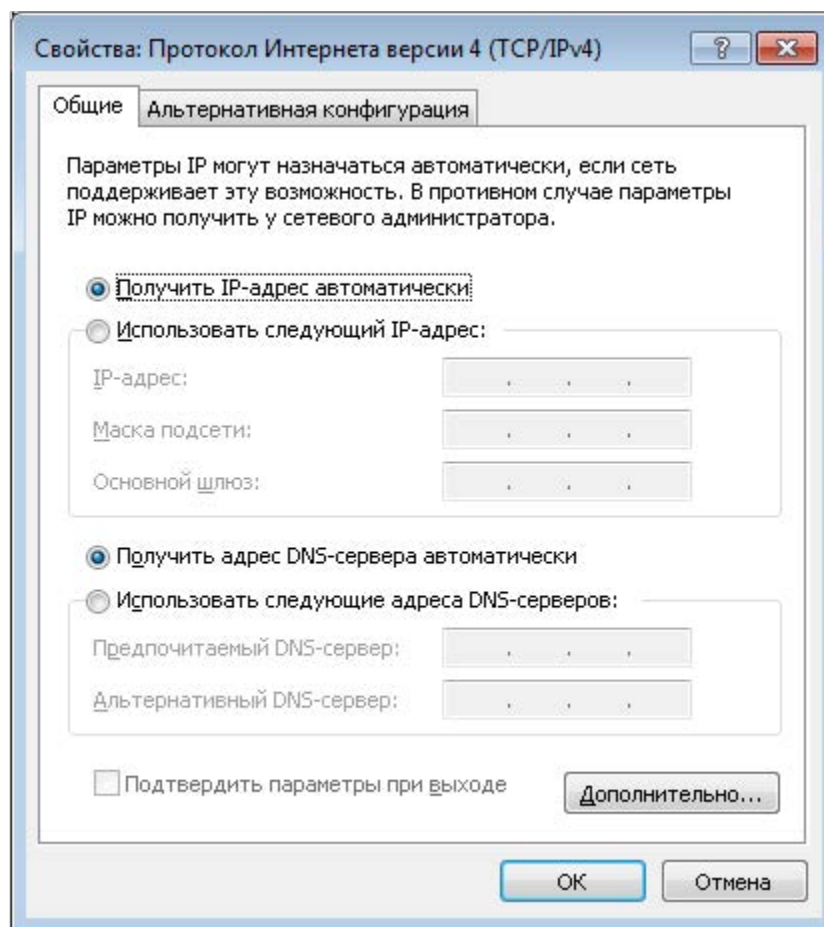 Свойства: Протокол Интернета версии 4 (TCP/IPv4)
Общие
Альтернативная конфигурация
Параметры IP могут назначаться автоматически, если сеть
поддерживает эту возможность. В противном случае параметры
IP можно получить у сетевого администратора.
Получить IP-адрес автоматически
Использовать следующий IP-адрес:
IP-адрес:
Маска подсети:
Основной шлюз:
Получить адрес DNS-сервера автоматически
Использовать следующие адреса DNS-серверов:
Предпочитаемый DNS-сервер:
Альтернативный DNS-сервер:
Подтвердить параметры при выходе
Дополнительно...
ОК
Отмена